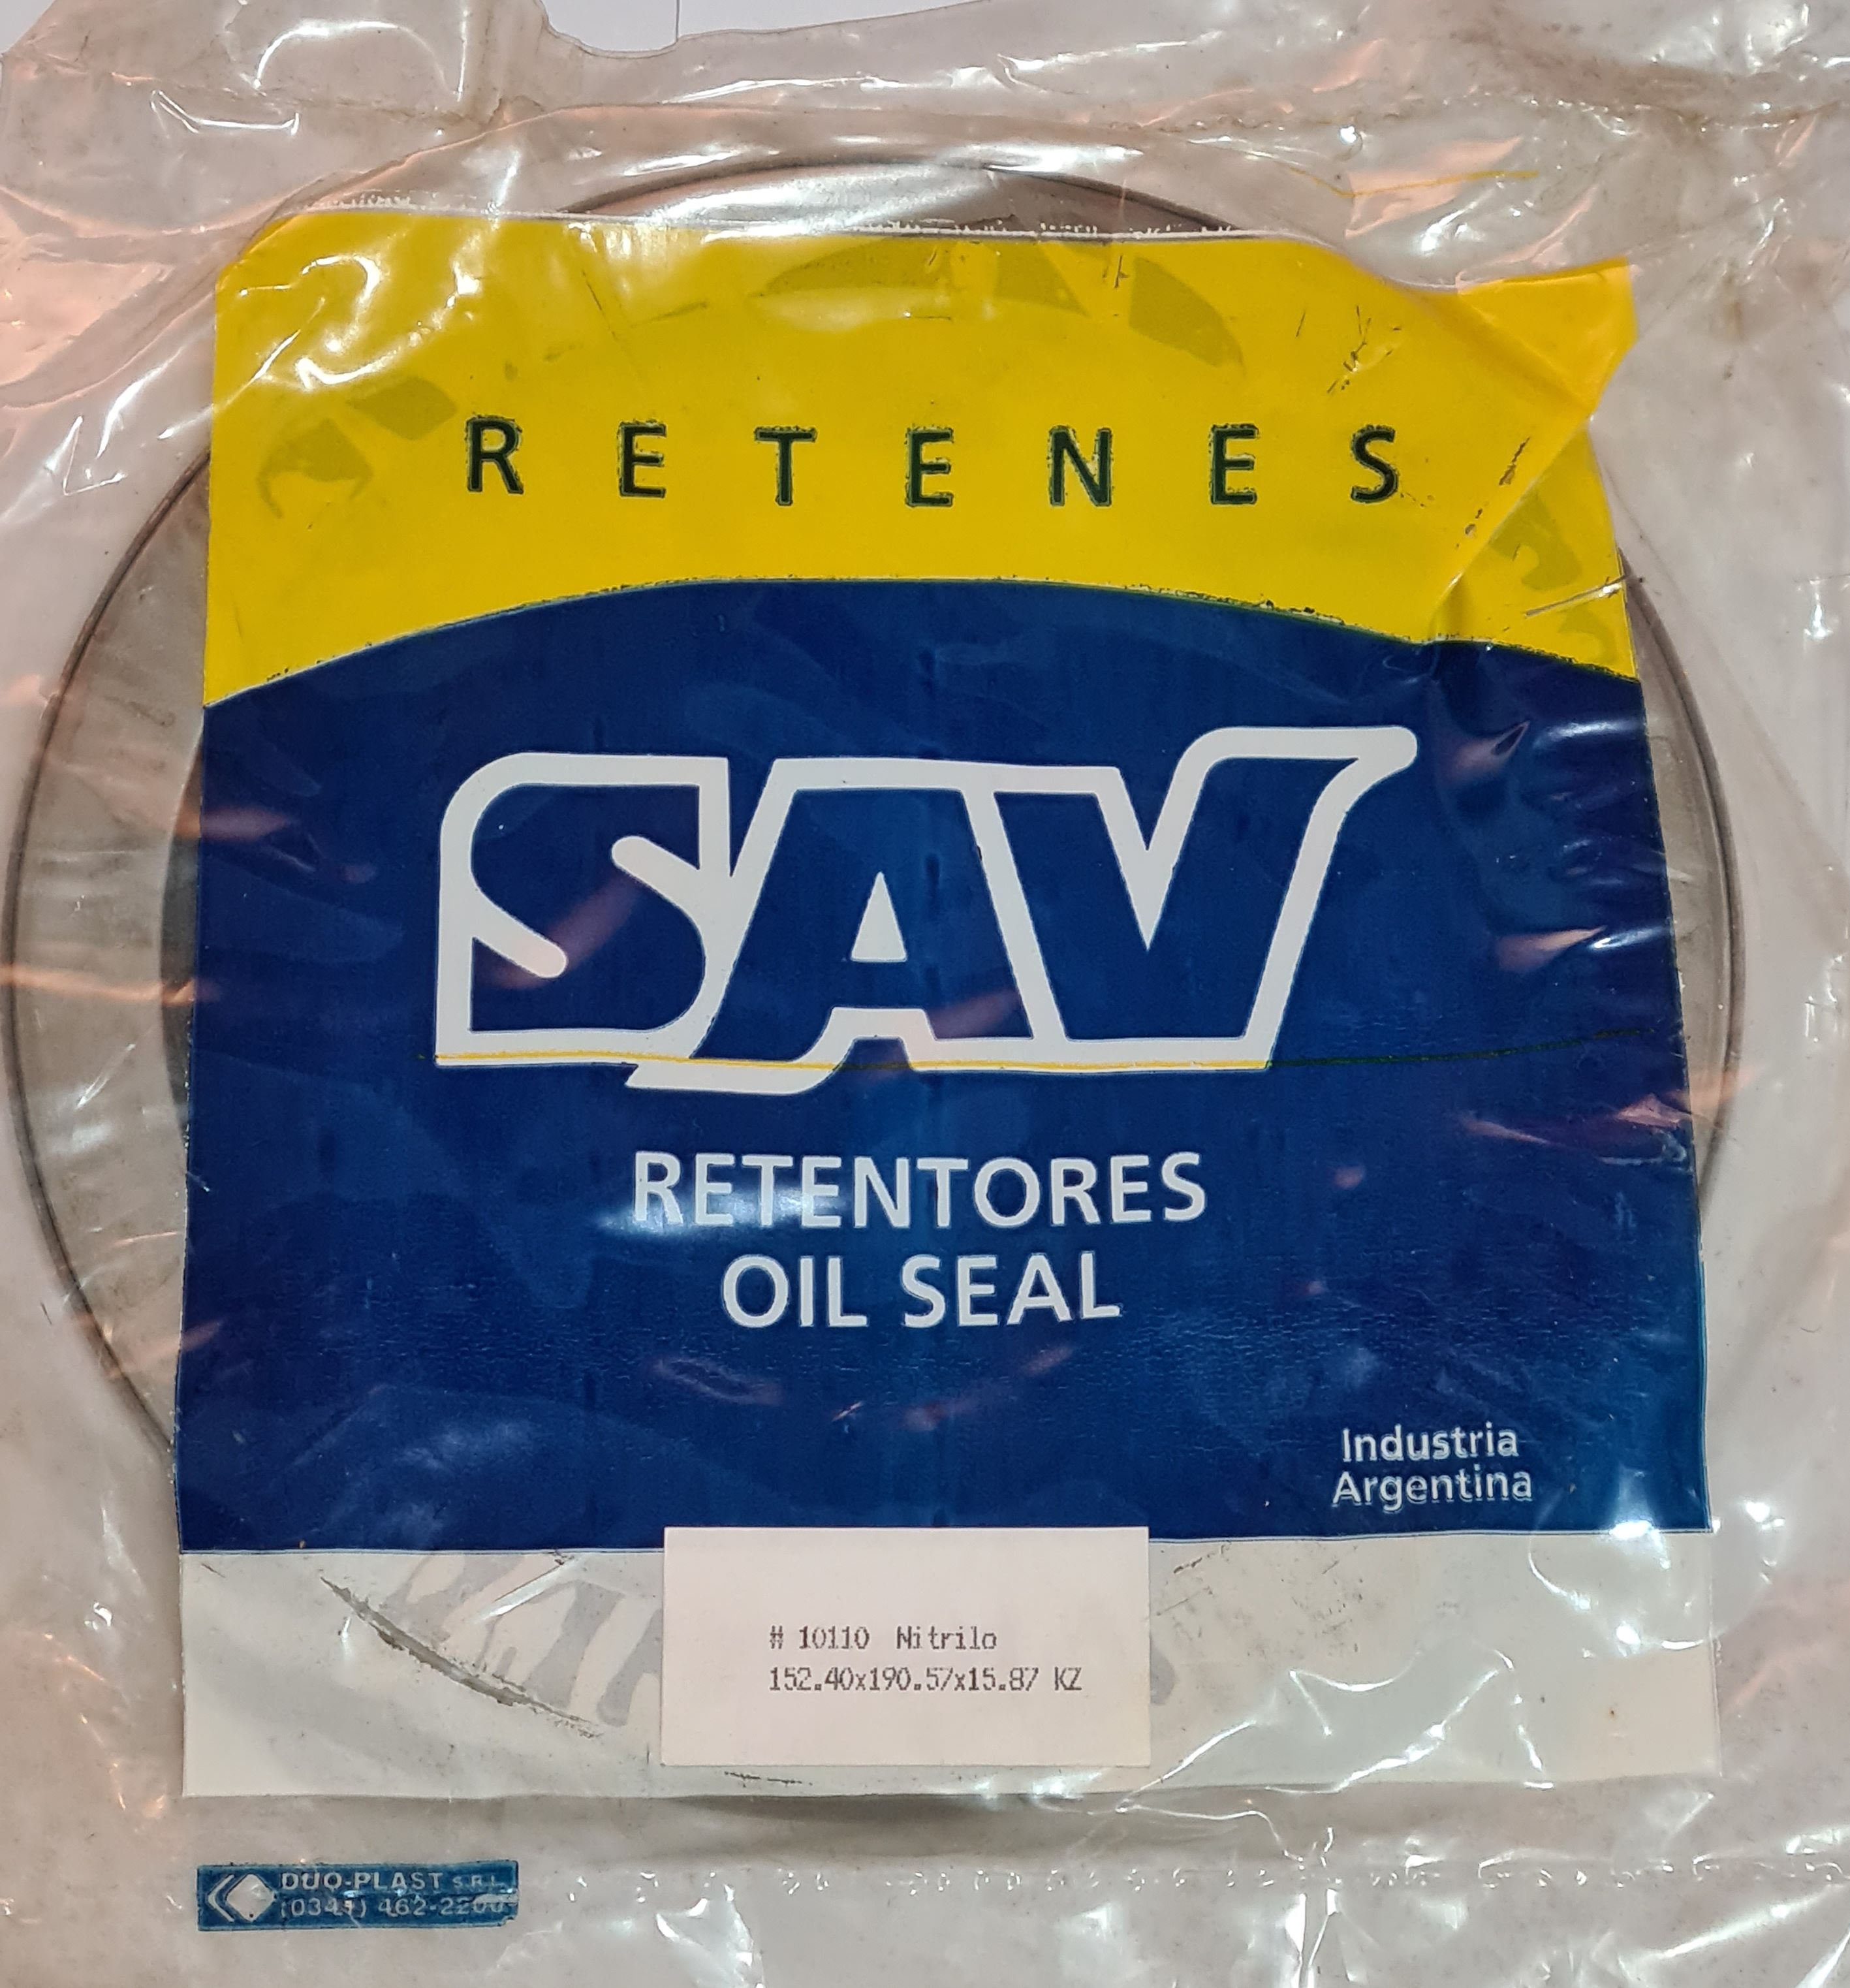 RETENES
SAV
RETENTORES
OIL SEAL
Industria
Argentina
# 10110 Nitrilo
152.40x190.57x15.87 KZ
DUO-PLAST S.R.L.
(0341) 462-2200